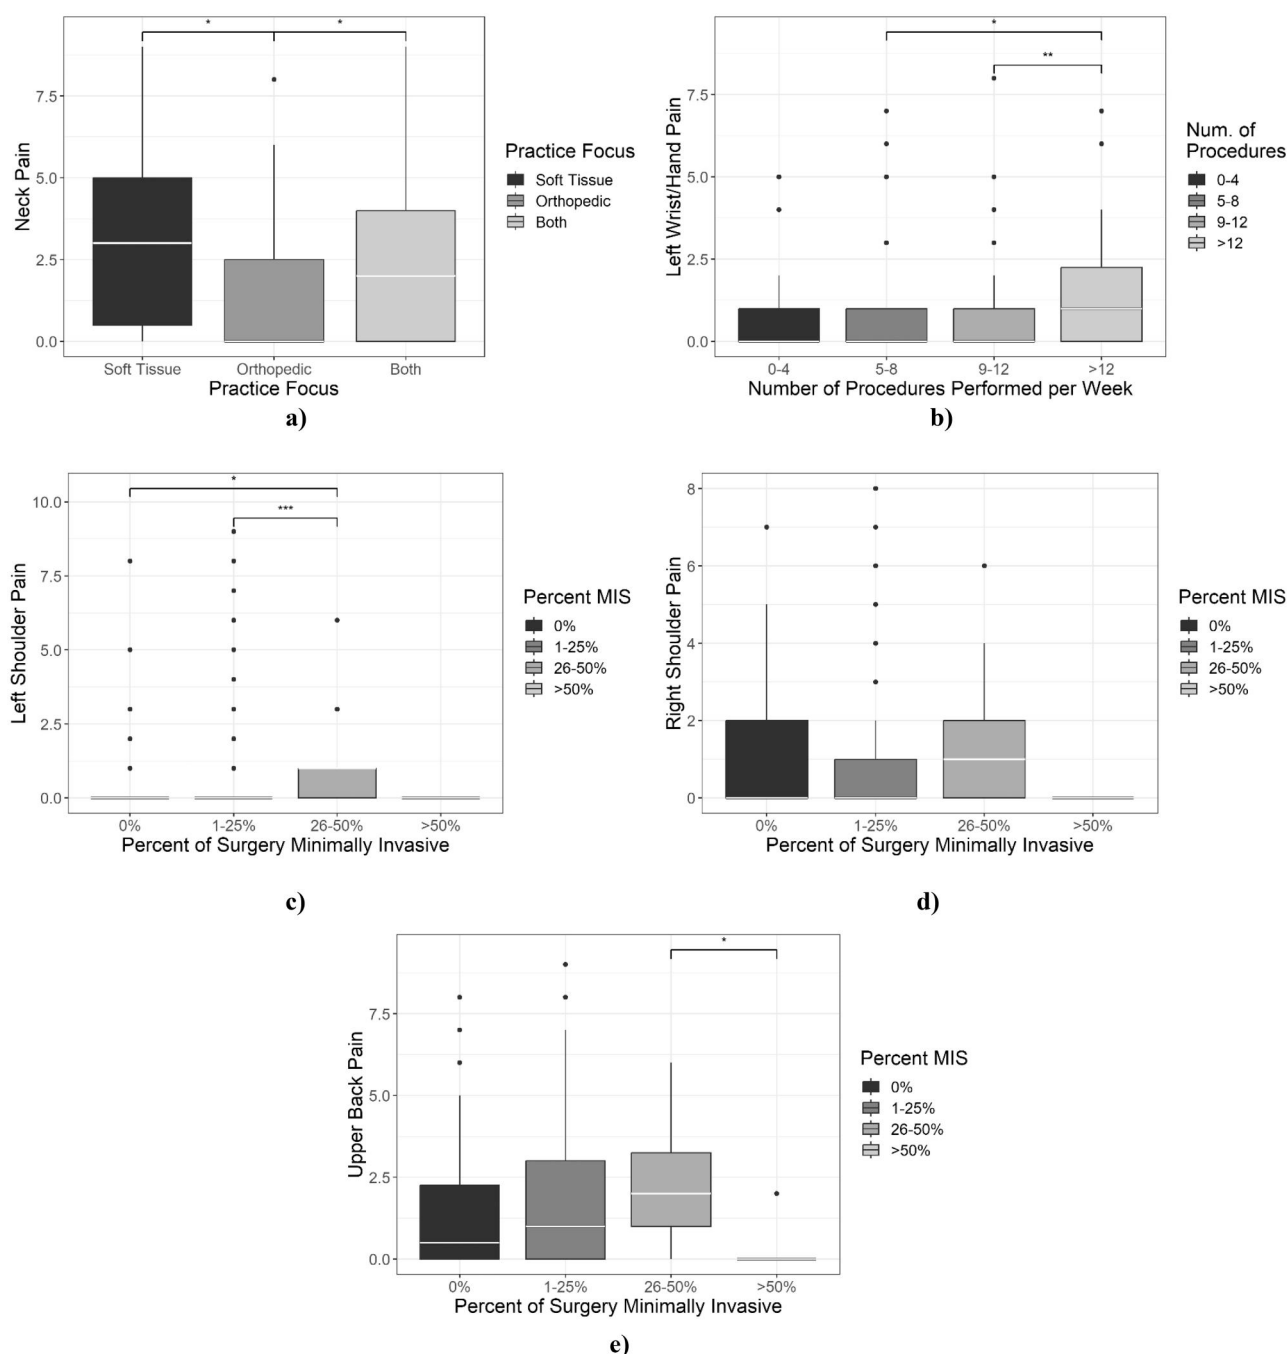 * *
7.5
5.0
2.5
0.0
Neck Pain
Soft Tissue Orthopedic Both
Practice Focus
Practice Focus
Soft Tissue
Orthopedic
Both
a)
*
**
7.5
5.0
2.5
0.0
Left Wrist/Hand Pain
0-4 5-8 9-12 >12
Number of Procedures Performed per Week
Num. of
Procedures
0-4
5-8
9-12
>12
b)
*
***
10.0
7.5
5.0
2.5
0.0
Left Shoulder Pain
0% 1-25% 26-50% >50%
Percent of Surgery Minimally Invasive
Percent MIS
0%
1-25%
26-50%
>50%
c)
8
6
4
2
0
Right Shoulder Pain
0% 1-25% 26-50% >50%
Percent of Surgery Minimally Invasive
Percent MIS
0%
1-25%
26-50%
>50%
d)
*
7.5
5.0
2.5
0.0
Upper Back Pain
0% 1-25% 26-50% >50%
Percent of Surgery Minimally Invasive
Percent MIS
0%
1-25%
26-50%
>50%
e)